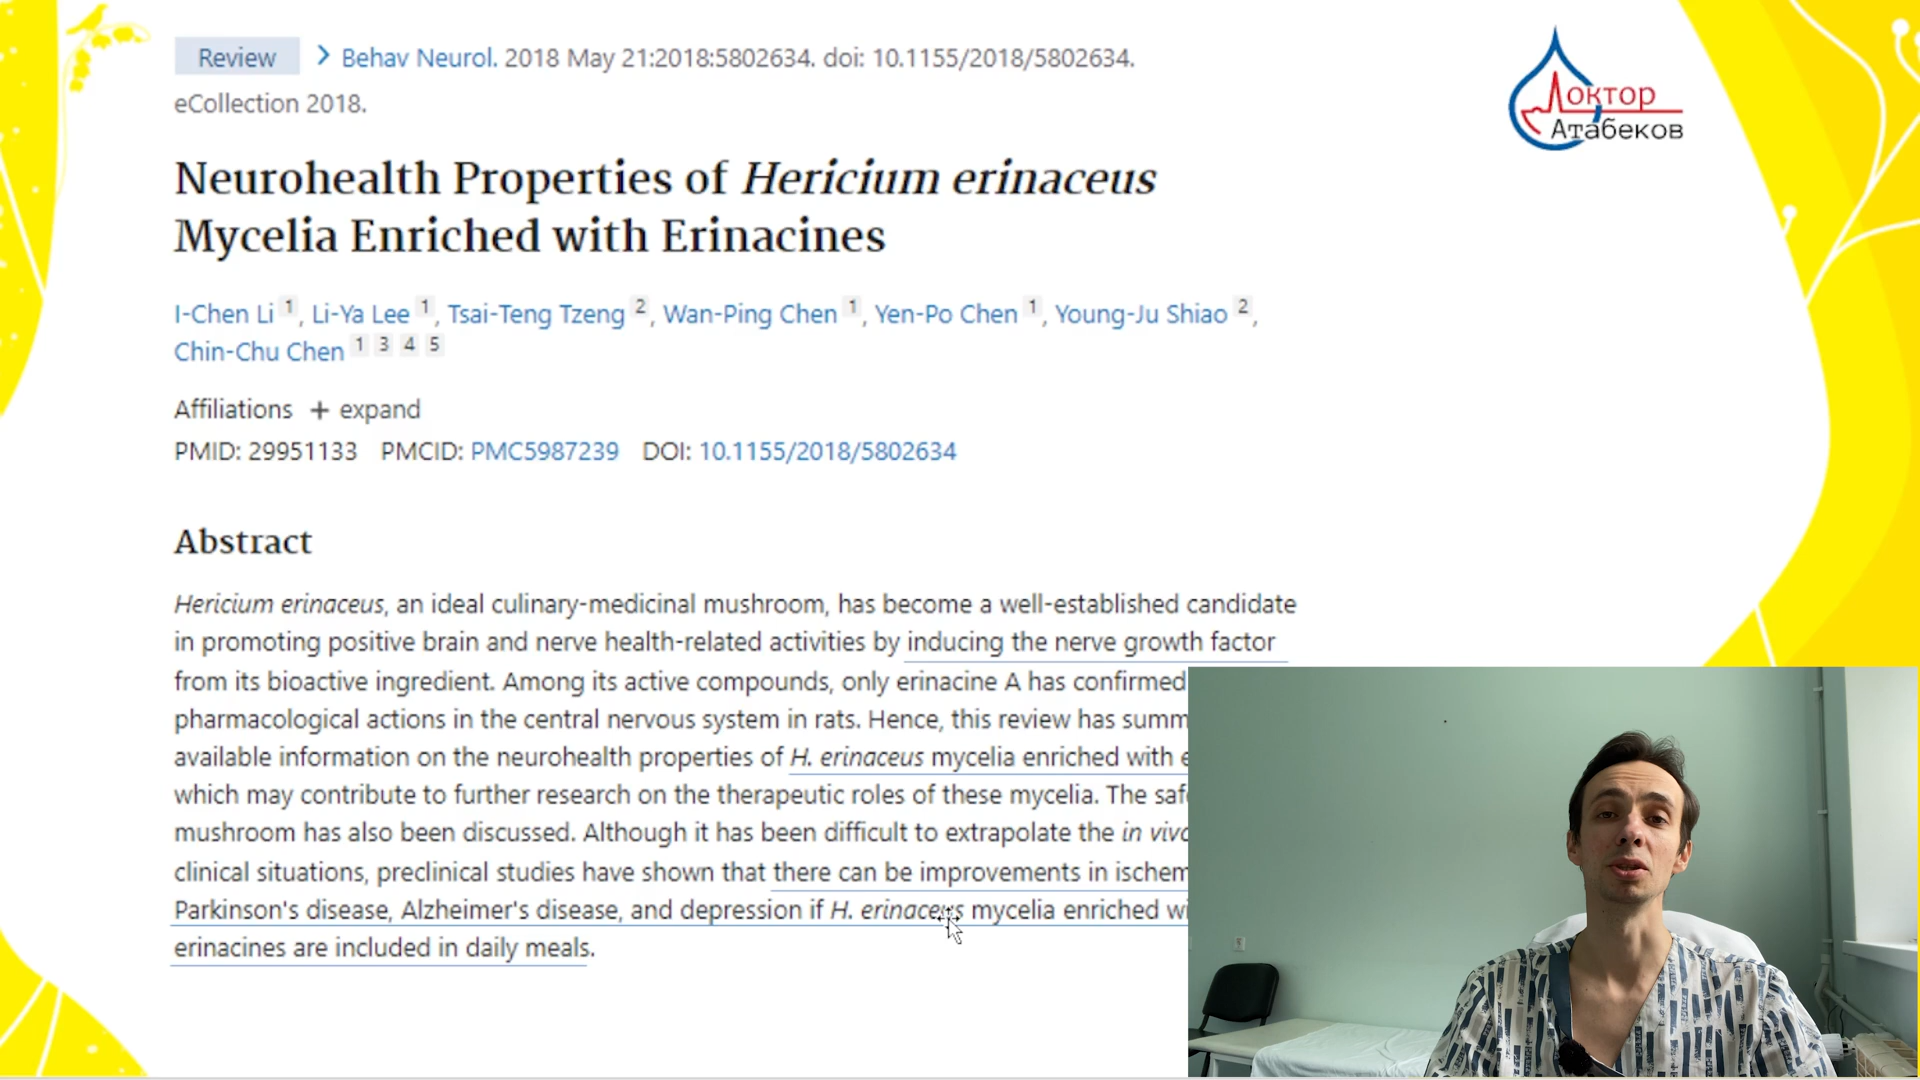 Review > Behav Neurol. 2018 May 21:2018:5802634. doi: 10.1155/2018/5802634.
eCollection 2018.
Доктор
Атабеков
Neurohealth Properties of Hericium erinaceus
Mycelia Enriched with Erinacines
I-Chen Li 1, Li-Ya Lee 1, Tsai-Teng Tzeng 2, Wan-Ping Chen 1, Yen-Po Chen 1, Young-Ju Shiao 2,
Chin-Chu Chen 1 3 4 5
Affiliations + expand
PMID: 29951133 PMCID: PMC5987239 DOI: 10.1155/2018/5802634
Abstract
Hericium erinaceus, an ideal culinary-medicinal mushroom, has become a well-established candidate
in promoting positive brain and nerve health-related activities by inducing the nerve growth factor
from its bioactive ingredient. Among its active compounds, only erinacine A has confirmed
pharmacological actions in the central nervous system in rats. Hence, this review has summ
available information on the neurohealth properties of H. erinaceus mycelia enriched with e
which may contribute to further research on the therapeutic roles of these mycelia. The saf
mushroom has also been discussed. Although it has been difficult to extrapolate the in vivo
clinical situations, preclinical studies have shown that there can be improvements in ischem
Parkinson's disease, Alzheimer's disease, and depression if H. erinaceus mycelia enriched wi
erinacines are included in daily meals.